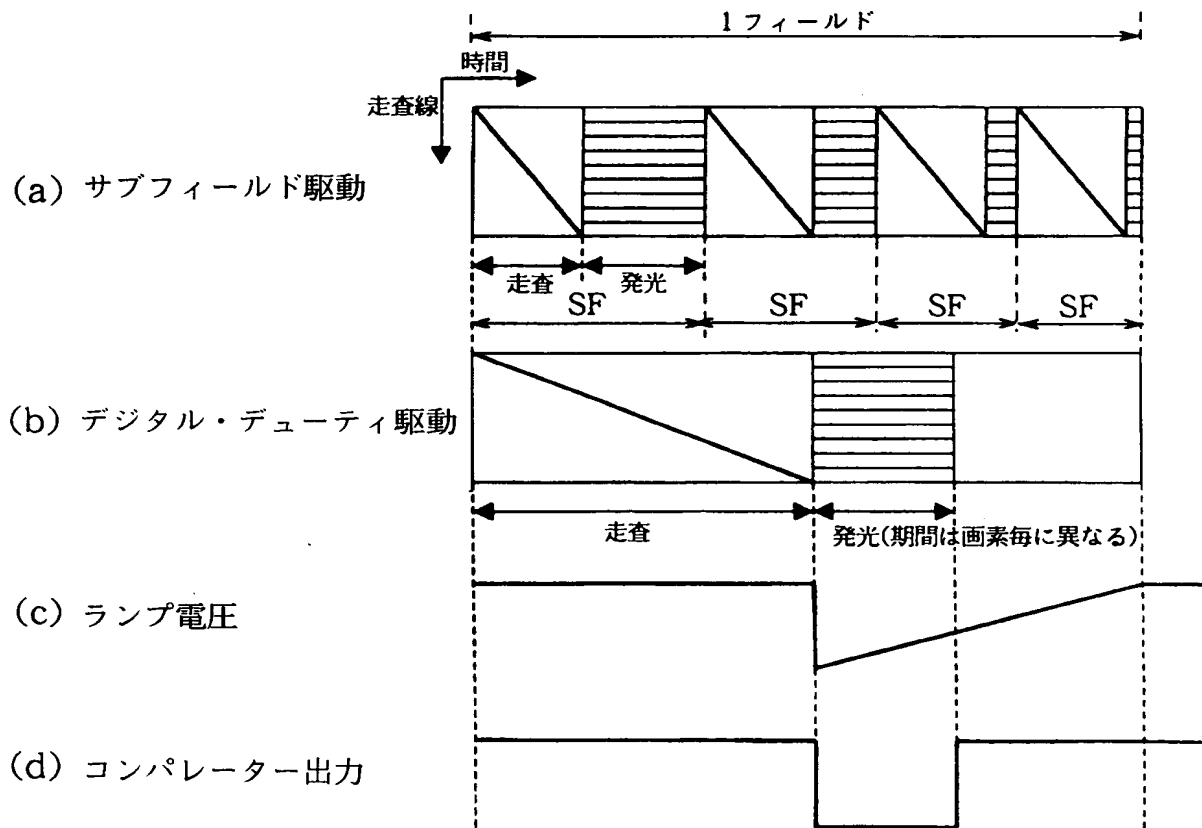 1フィールド
時間
走査線
(a) サブフィールド駆動
走査
発光
SF
SF
SF
SF
(b) デジタル・デューティ駆動
走査
発光(期間は画素毎に異なる)
(c) ランプ電圧
(d) コンパレーター出力